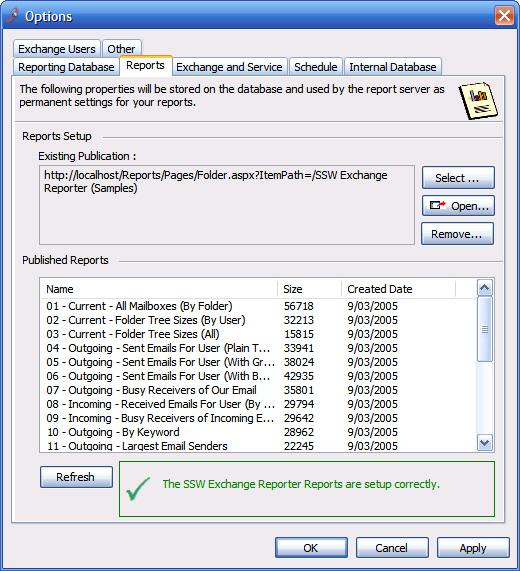 Options
Exchange Users Other
Reporting Database Reports Exchange and Service Schedule Internal Database
The following properties will be stored on the database and used by the report server as
permanent settings for your reports.
Reports Setup
Existing Publication :
http://localhost/Reports/Pages/Folder.aspx?ItemPath=/SSW Exchange
Reporter (Samples)
Select ...
Open...
Remove...
Published Reports
Name Size Created Date
01 - Current - All Mailboxes (By Folder) 56718 9/03/2005
02 - Current - Folder Tree Sizes (By User) 32213 9/03/2005
03 - Current - Folder Tree Sizes (All) 15815 9/03/2005
04 - Outgoing - Sent Emails For User (Plain T... 33941 9/03/2005
05 - Outgoing - Sent Emails For User (With Gr... 38024 9/03/2005
06 - Outgoing - Sent Emails For User (With B... 42935 9/03/2005
07 - Outgoing - Busy Receivers of Our Email 35801 9/03/2005
08 - Incoming - Received Emails For User (By ... 29794 9/03/2005
09 - Incoming - Busy Receivers of Incoming E... 29642 9/03/2005
10 - Outgoing - By Keyword 28962 9/03/2005
11 - Outgoing - Largest Email Senders 22245 9/03/2005
Refresh
The SSW Exchange Reporter Reports are setup correctly.
OK Cancel Apply